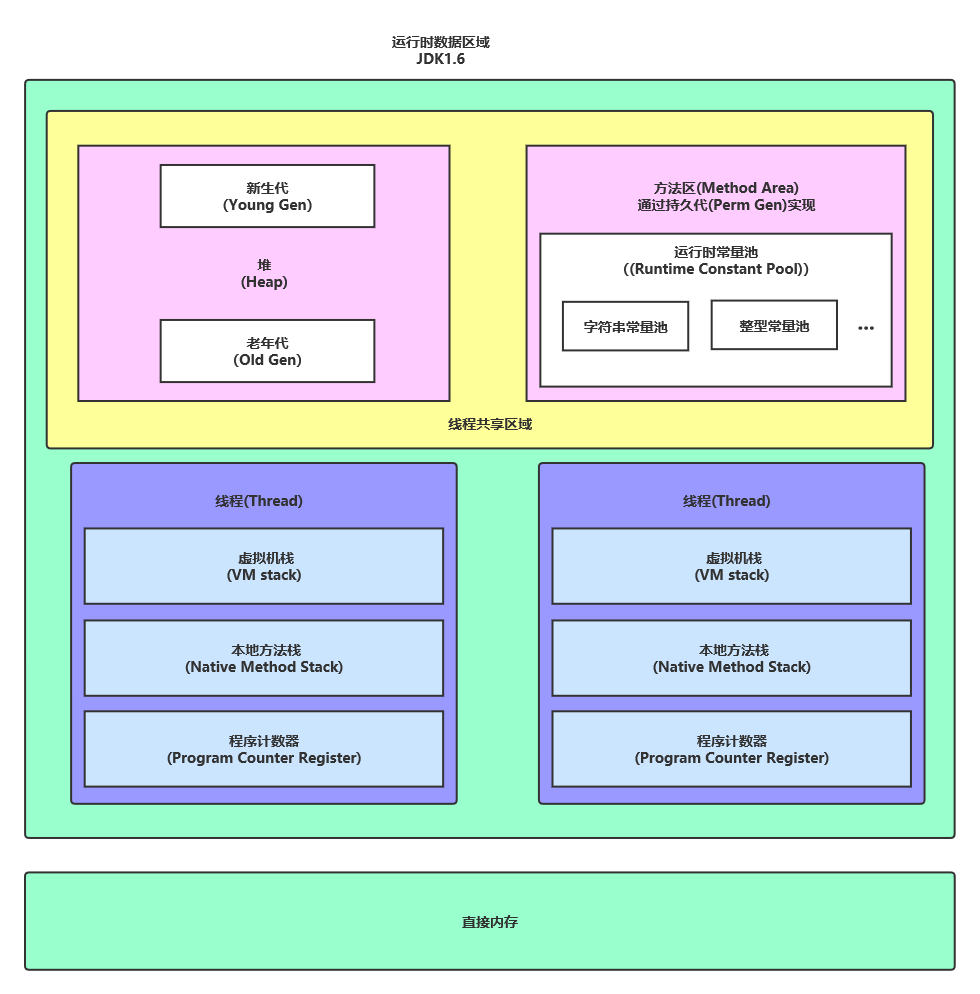 运行时数据区域
JDK1.6
新生代
(Young Gen)
堆
(Heap)
老年代
(Old Gen)
方法区(Method Area)
通过持久代(Perm Gen)实现
运行时常量池
((Runtime Constant Pool))
字符串常量池
整型常量池
...
线程共享区域
线程(Thread)
虚拟机栈
(VM stack)
本地方法栈
(Native Method Stack)
程序计数器
(Program Counter Register)
线程(Thread)
虚拟机栈
(VM stack)
本地方法栈
(Native Method Stack)
程序计数器
(Program Counter Register)
直接内存